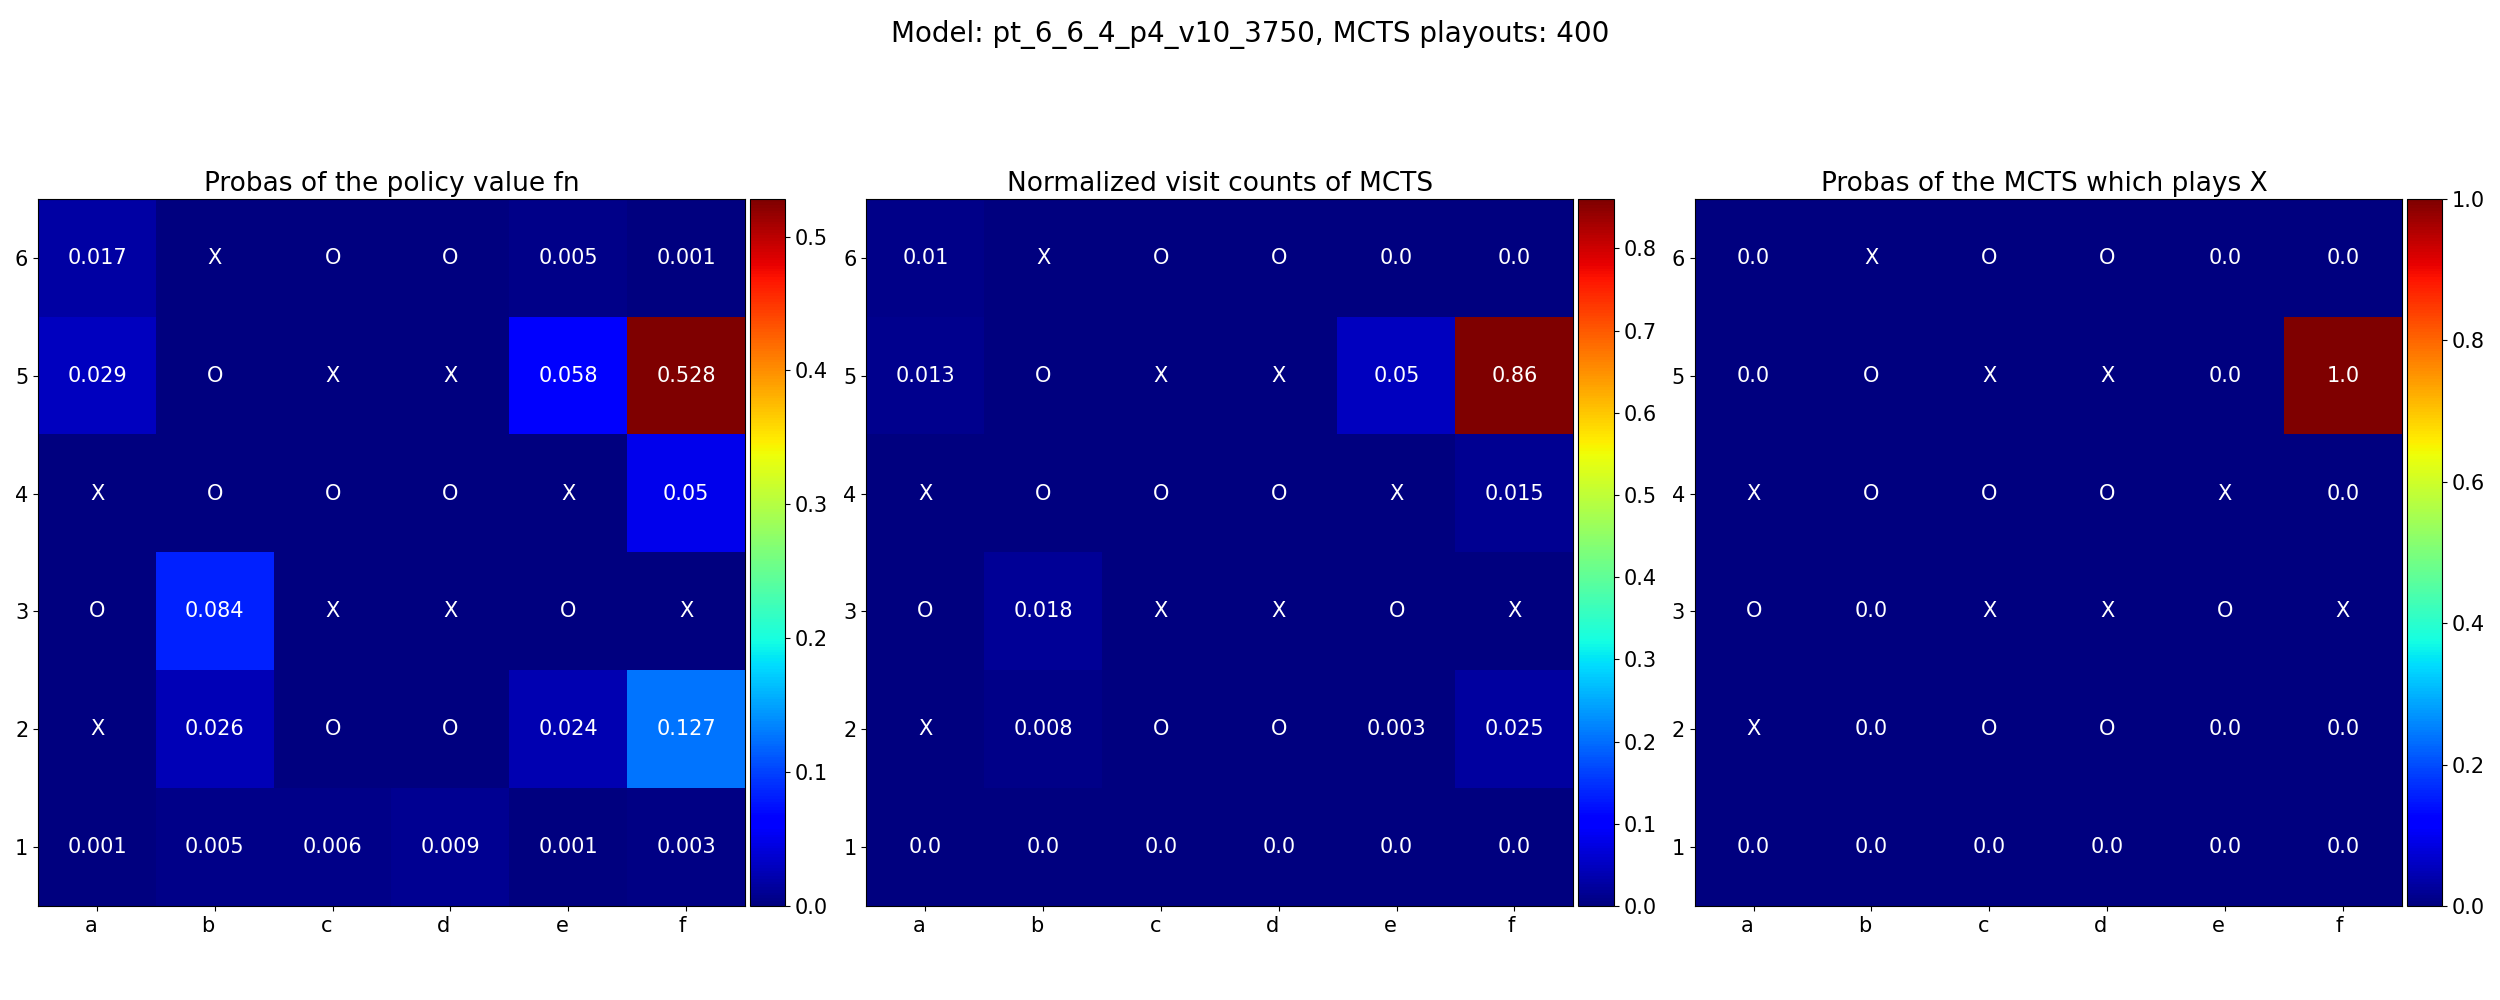 Model: pt_6_6_4_p4_v10_3750, MCTS playouts: 400
Probas of the policy value fn
6 0.017 X O O 0.005 0.001
5 0.029 O X X 0.058 0.528
4 X O O O X 0.05
3 O 0.084 X X O X
2 X 0.026 O O 0.024 0.127
1 0.001 0.005 0.006 0.009 0.001 0.003
a b c d e f
0.5
0.4
0.3
0.2
0.1
0.0
Normalized visit counts of MCTS
6 0.01 X O O 0.0 0.0
5 0.013 O X X 0.05 0.86
4 X O O O X 0.015
3 O 0.018 X X O X
2 X 0.008 O O 0.003 0.025
1 0.0 0.0 0.0 0.0 0.0 0.0
a b c d e f
0.8
0.7
0.6
0.5
0.4
0.3
0.2
0.1
0.0
Probas of the MCTS which plays X
6 0.0 X O O 0.0 0.0
5 0.0 O X X 0.0 1.0
4 X O O O X 0.0
3 O 0.0 X X O X
2 X 0.0 O O 0.0 0.0
1 0.0 0.0 0.0 0.0 0.0 0.0
a b c d e f
1.0
0.8
0.6
0.4
0.2
0.0